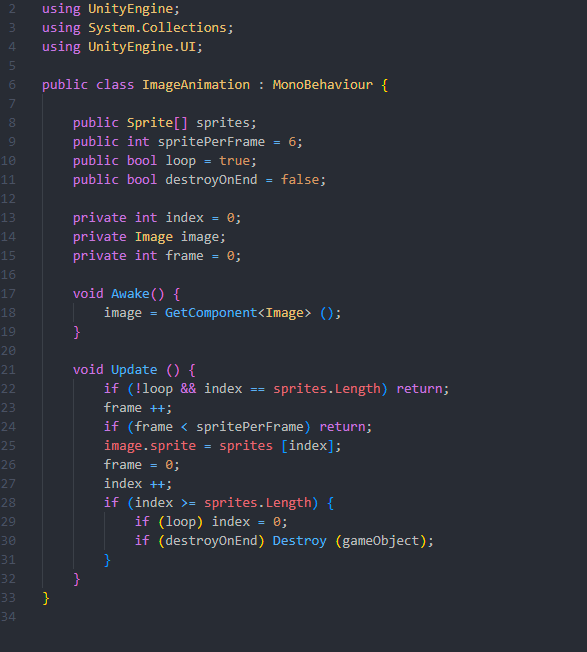 2 using UnityEngine;
3 using System.Collections;
4 using UnityEngine.UI;
5
6 public class ImageAnimation : MonoBehaviour {
7
8     public Sprite[] sprites;
9     public int spritePerFrame = 6;
10     public bool loop = true;
11     public bool destroyOnEnd = false;
12
13     private int index = 0;
14     private Image image;
15     private int frame = 0;
16
17     void Awake() {
18         image = GetComponent<Image> ();
19     }
20
21     void Update () {
22         if (!loop && index == sprites.Length) return;
23         frame ++;
24         if (frame < spritePerFrame) return;
25         image.sprite = sprites [index];
26         frame = 0;
27         index ++;
28         if (index >= sprites.Length) {
29             if (loop) index = 0;
30             if (destroyOnEnd) Destroy (gameObject);
31         }
32     }
33 }
34